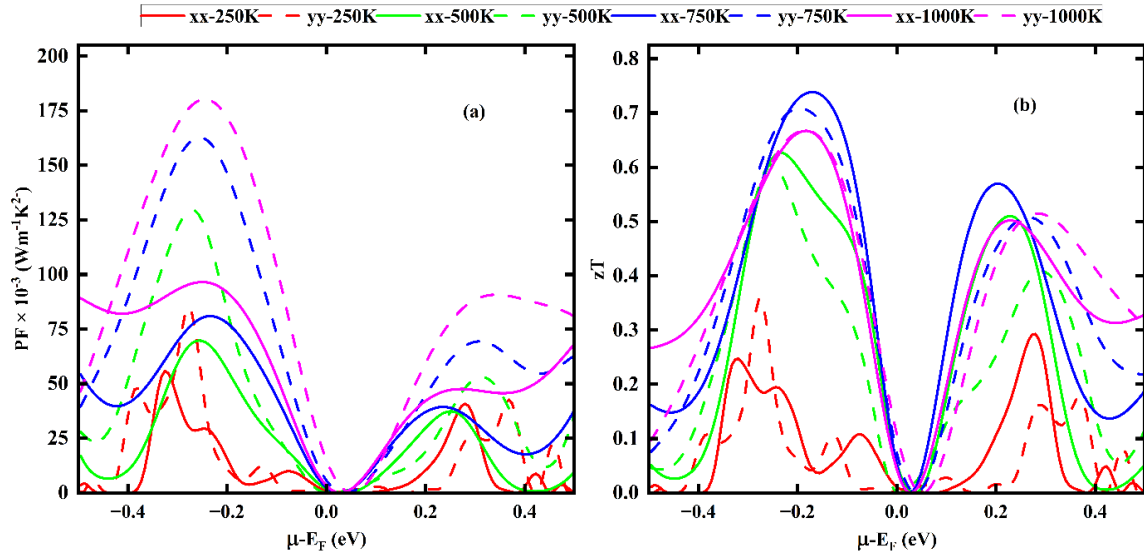 xx-250K yy-250K xx-500K yy-500K xx-750K yy-750K xx-1000K yy-1000K
PF × 10⁻³ (Wm⁻¹K²⁻)
200
175
150
125
100
75
50
25
0
(a)
−0.4 −0.2 0.0 0.2 0.4
μ-E_F (eV)
zT
0.8
0.7
0.6
0.5
0.4
0.3
0.2
0.1
0.0
(b)
−0.4 −0.2 0.0 0.2 0.4
μ-E_F (eV)